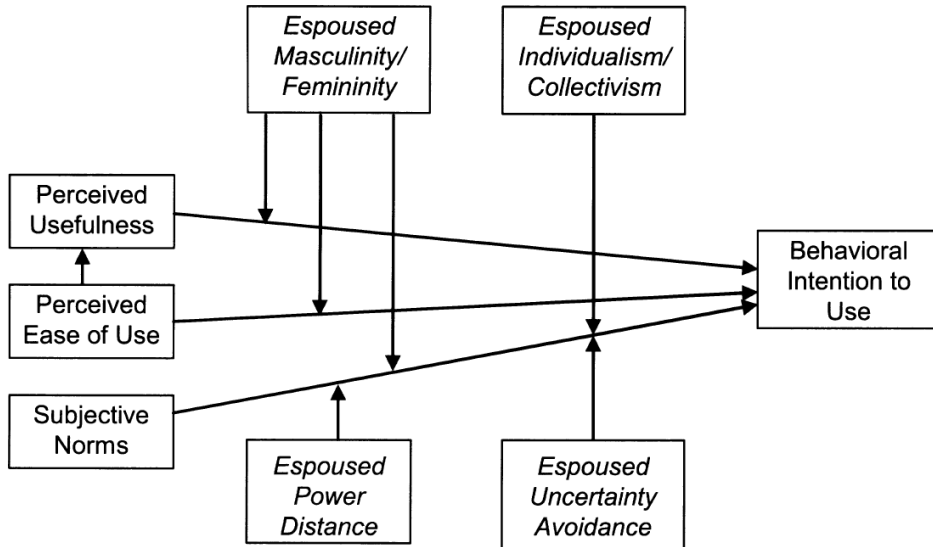 Espoused
Masculinity/
Femininity
Espoused
Individualism/
Collectivism
Perceived
Usefulness
Perceived
Ease of Use
Subjective
Norms
Behavioral
Intention to
Use
Espoused
Power
Distance
Espoused
Uncertainty
Avoidance